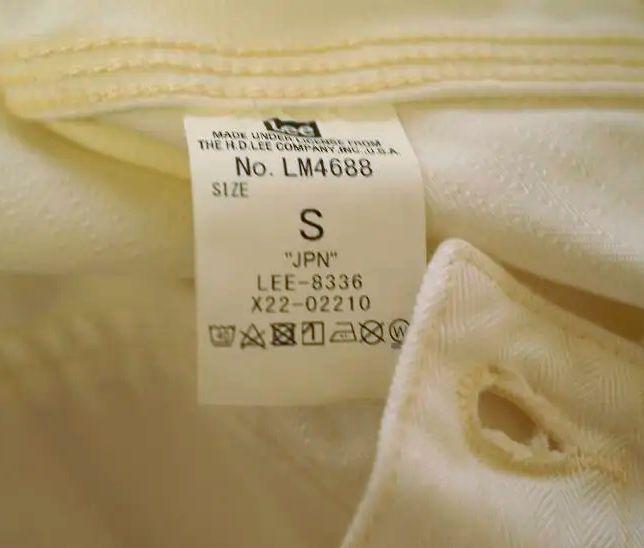 Lee
MADE UNDER LICENSE FROM
THE H.D.LEE COMPANY,INC.,U.S.A.
No. LM4688
SIZE
S
"JPN"
LEE-8336
X22-02210